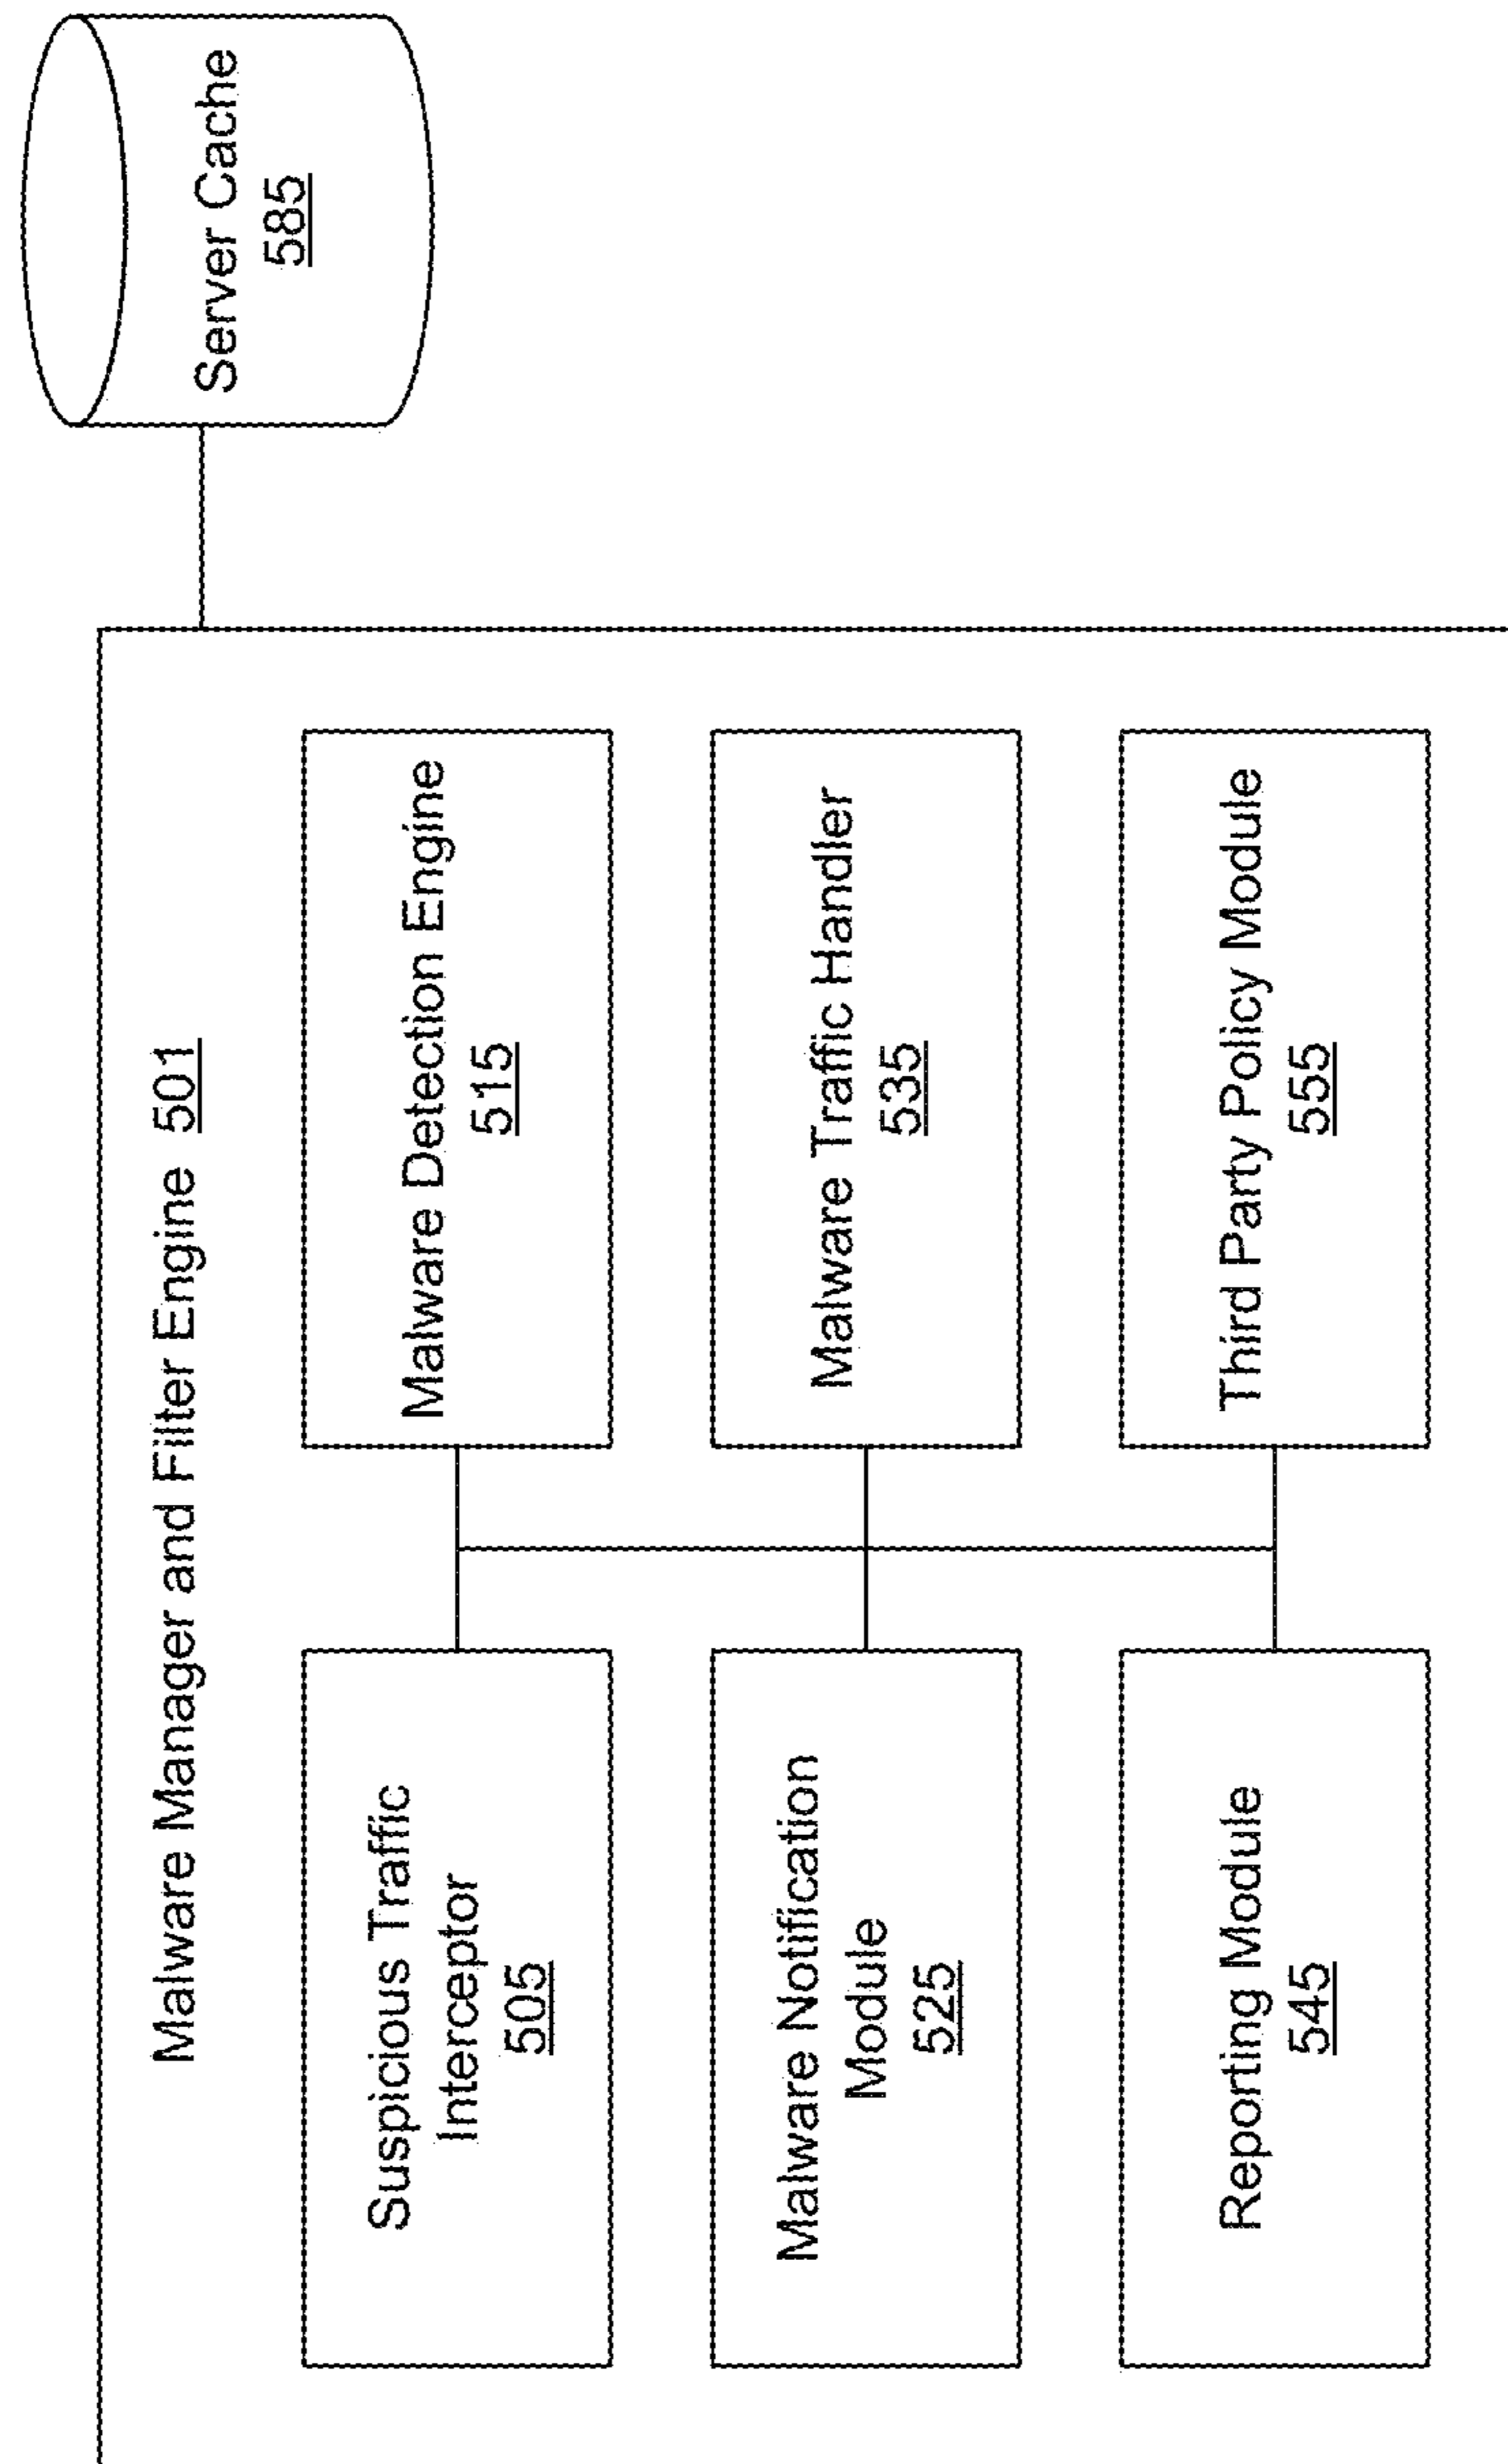 Malware Manager and Filter Engine 501
Server Cache
585
Suspicious Traffic
Interceptor
505
Malware Detection Engine
515
Malware Notification
Module
525
Malware Traffic Handler
535
Reporting Module
545
Third Party Policy Module
555